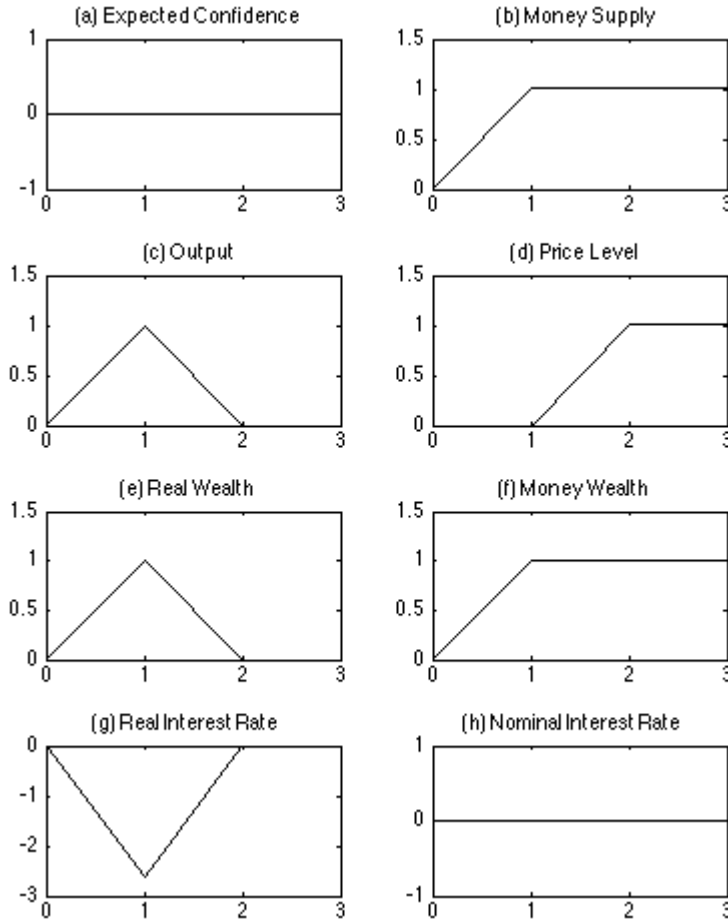 (a) Expected Confidence
1
0
-1
0 1 2 3
(b) Money Supply
1.5
1
0.5
0
0 1 2 3
(c) Output
1.5
1
0.5
0
0 1 2 3
(d) Price Level
1.5
1
0.5
0
0 1 2 3
(e) Real Wealth
1.5
1
0.5
0
0 1 2 3
(f) Money Wealth
1.5
1
0.5
0
0 1 2 3
(g) Real Interest Rate
0
-1
-2
-3
0 1 2 3
(h) Nominal Interest Rate
1
0
-1
0 1 2 3